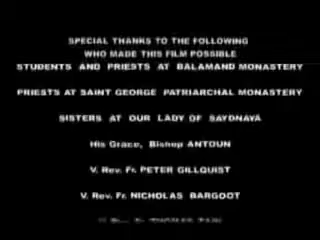 SPECIAL THANKS TO THE FOLLOWING
WHO MADE THIS FILM POSSIBLE
STUDENTS AND PRIESTS AT BALAMAND MONASTERY
PRIESTS AT SAINT GEORGE PATRIARCHAL MONASTERY
SISTERS AT OUR LADY OF SAYDNAYA
His Grace, Bishop ANTOUN
V. Rev. Fr. PETER GILLQUIST
V. Rev. Fr. NICHOLAS BARGOOT